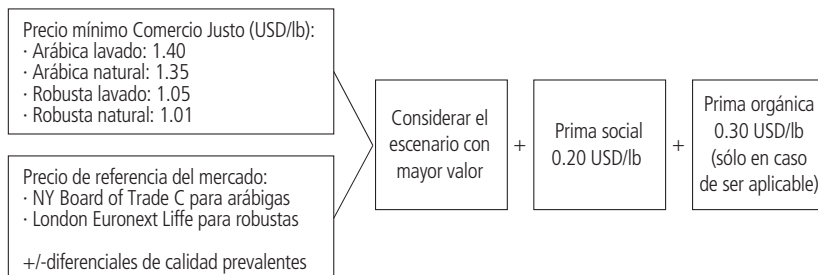 Precio mínimo Comercio Justo (USD/lb):
· Arábica lavado: 1.40
· Arábica natural: 1.35
· Robusta lavado: 1.05
· Robusta natural: 1.01
Precio de referencia del mercado:
· NY Board of Trade C para arábigas
· London Euronext Liffe para robustas
+/-diferenciales de calidad prevalentes
Considerar el
escenario con
mayor valor
+
Prima social
0.20 USD/lb
+
Prima orgánica
0.30 USD/lb
(sólo en caso
de ser aplicable)